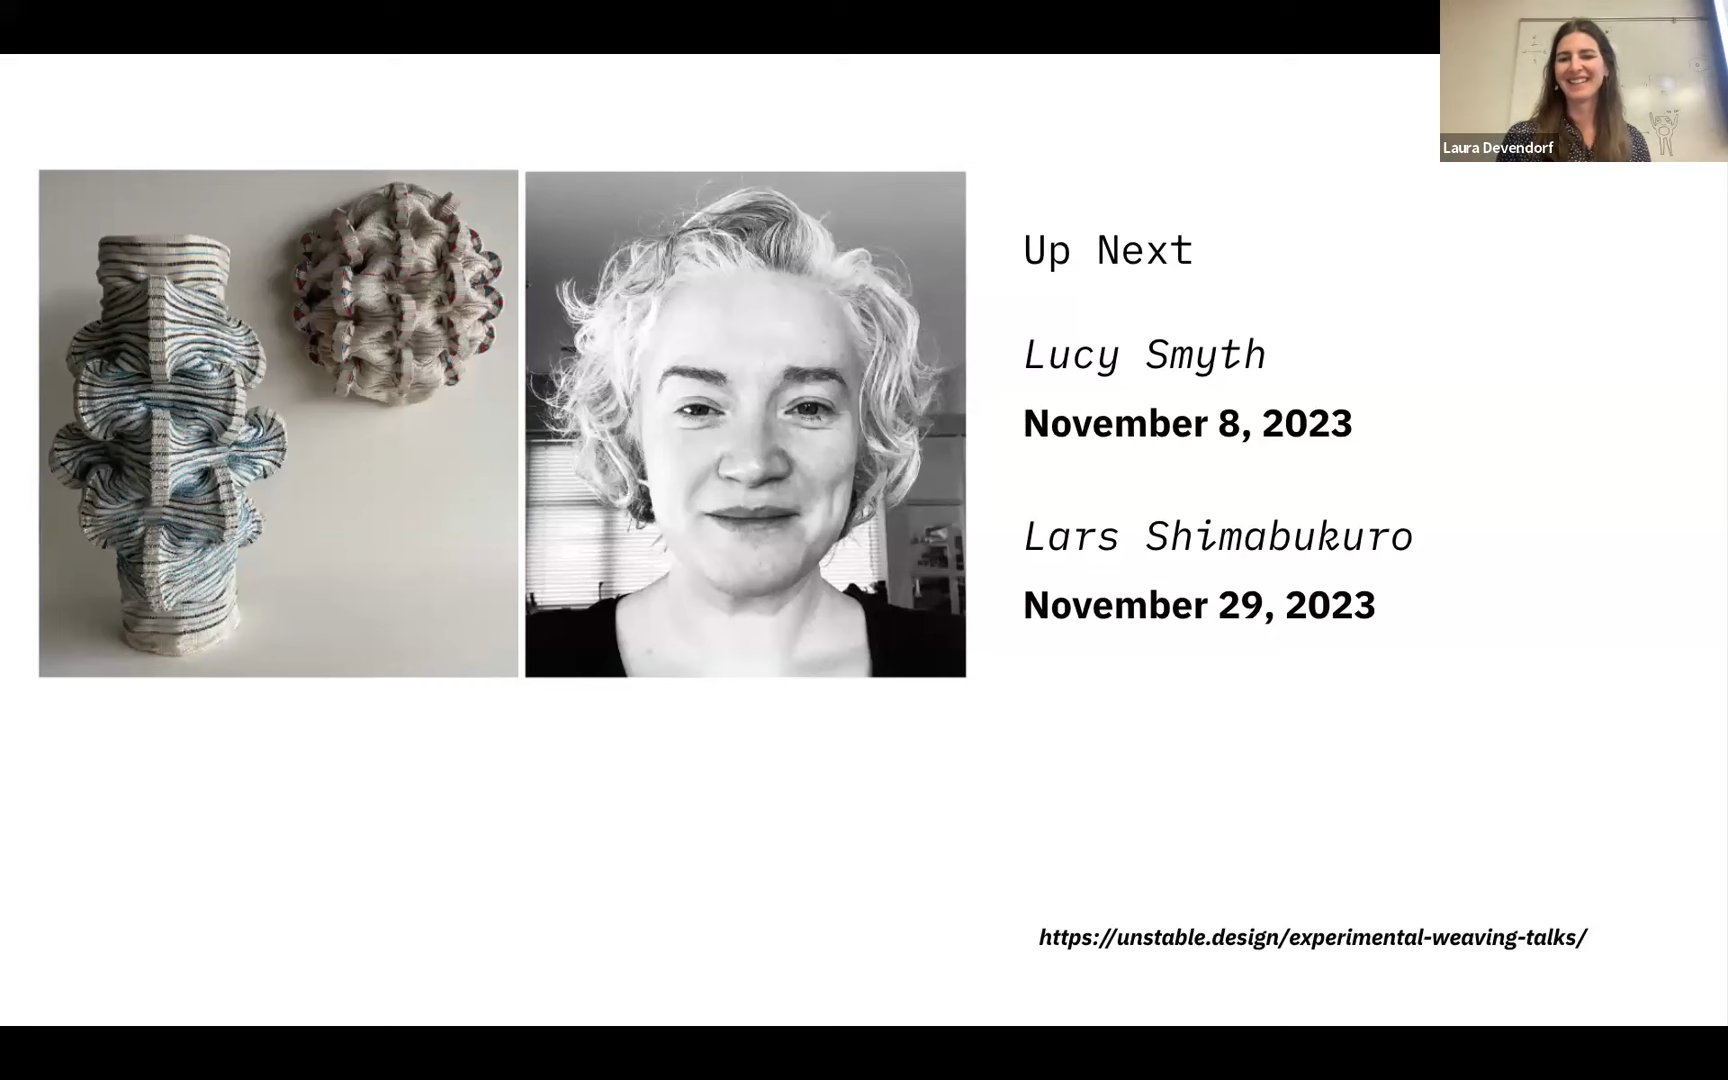 Laura Devendorf
Up Next
Lucy Smyth
November 8, 2023
Lars Shimabukuro
November 29, 2023
https://unstable.design/experimental-weaving-talks/